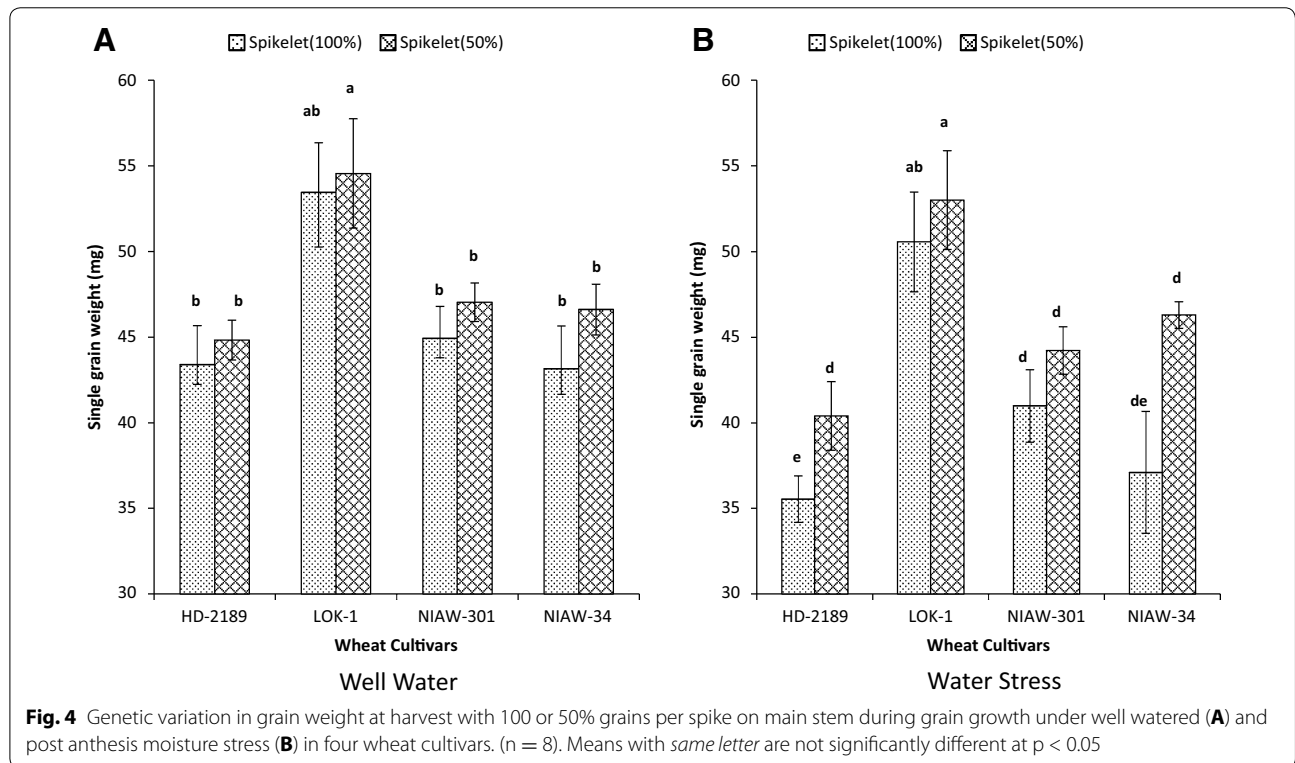 A
Spikelet(100%) Spikelet(50%)
Single grain weight (mg)
60
55
50
45
40
35
30
b b ab a b b b b
HD-2189 LOK-1 NIAW-301 NIAW-34
Wheat Cultivars
Well Water
B
Spikelet(100%) Spikelet(50%)
Single grain weight (mg)
60
55
50
45
40
35
30
e d ab a d d de d
HD-2189 LOK-1 NIAW-301 NIAW-34
Wheat Cultivars
Water Stress
Fig. 4 Genetic variation in grain weight at harvest with 100 or 50% grains per spike on main stem during grain growth under well watered (A) and
post anthesis moisture stress (B) in four wheat cultivars. (n = 8). Means with same letter are not significantly different at p < 0.05